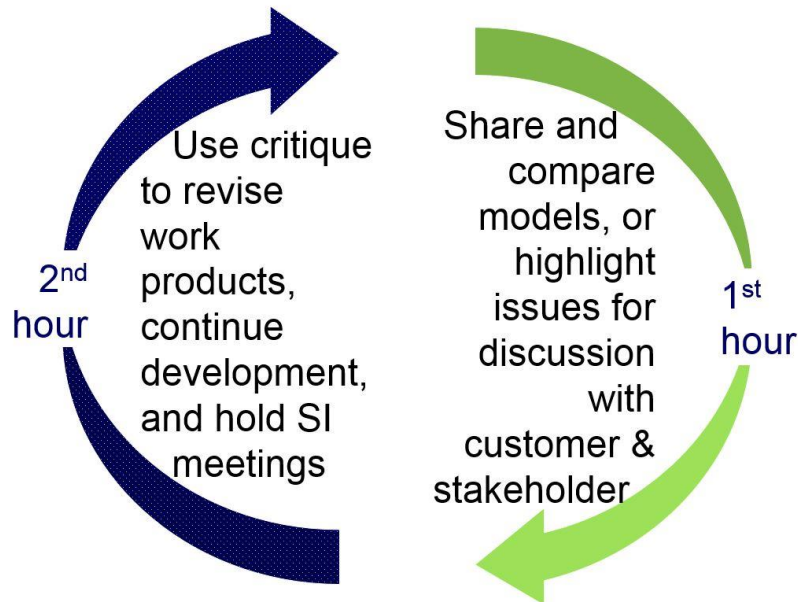 Use critique
to revise
work
products,
continue
development,
and hold SI
meetings
2nd
hour
Share and
compare
models, or
highlight
issues for
discussion
with
customer &
stakeholder
1st
hour